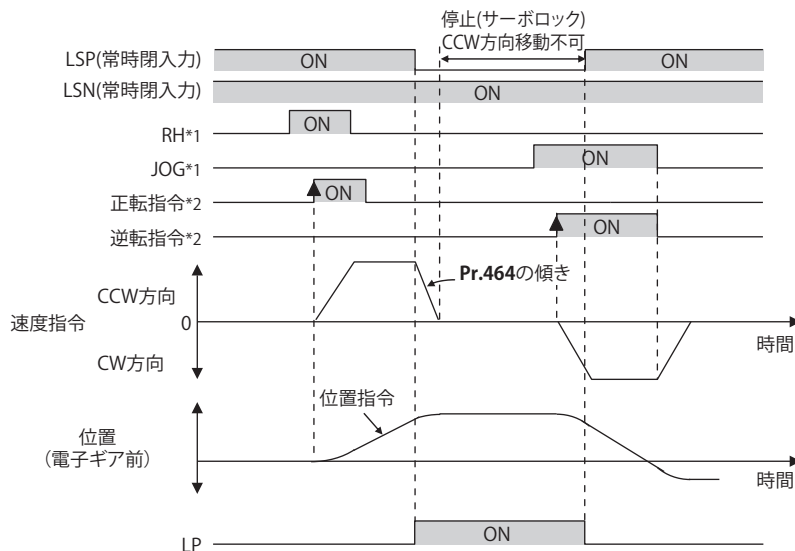 停止(サーボロック)
CCW方向移動不可
LSP(常時閉入力)
ON
ON
LSN(常時閉入力)
ON
RH*1
ON
JOG*1
ON
正転指令*2
ON
逆転指令*2
ON
Pr.464の傾き
CCW方向
速度指令
0
時間
CW方向
位置指令
位置
(電子ギア前)
時間
LP
ON